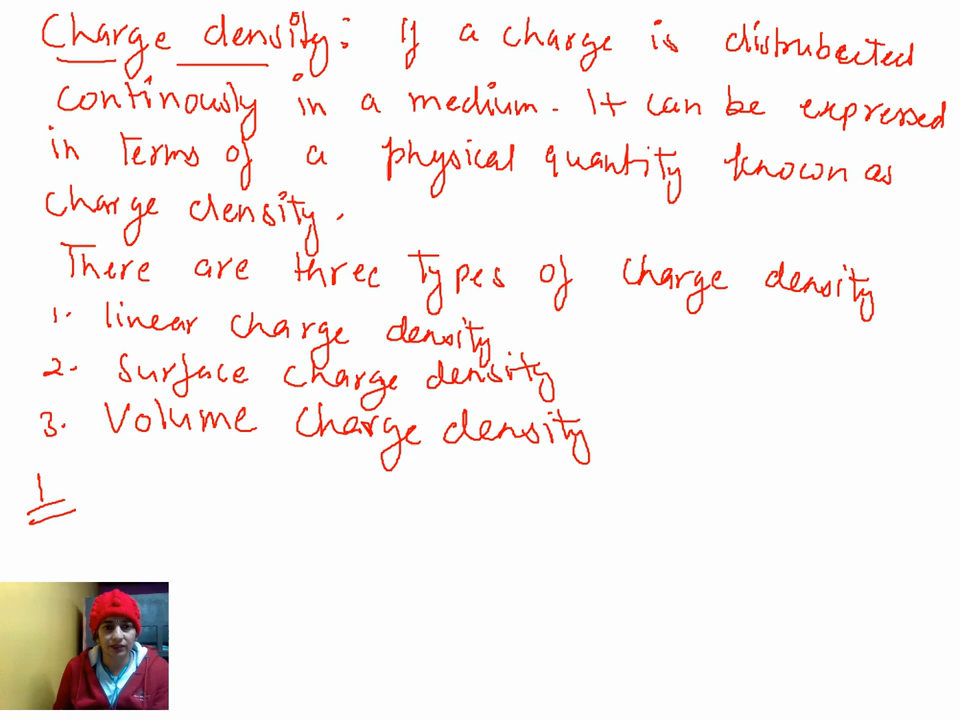 Charge density: If a charge is distrubected
continously in a medium. It can be expressed
in terms of a physical quantity known as
charge density.
There are three types of charge density
1. linear charge density
2. Surface charge density
3. Volume charge density
1